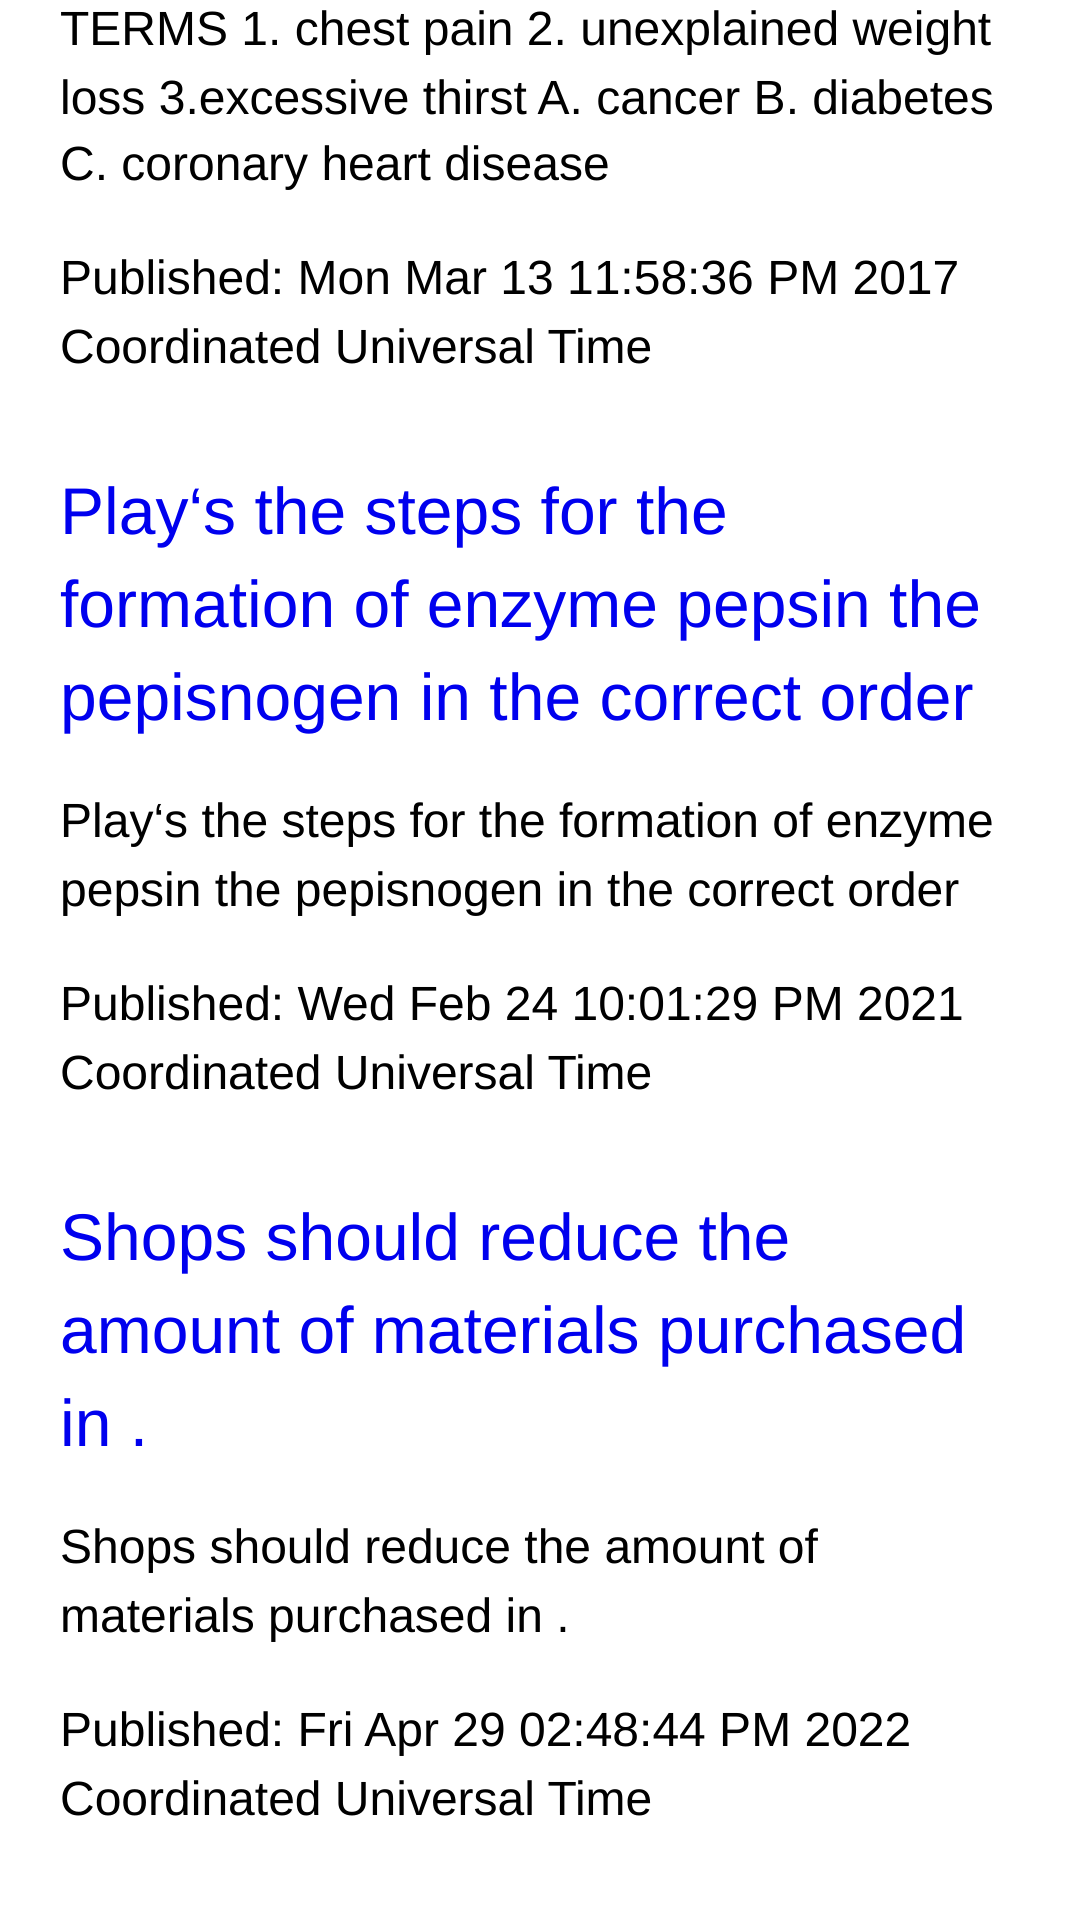 TERMS 1. chest pain 2. unexplained weight
loss 3.excessive thirst A. cancer B. diabetes
C. coronary heart disease
Published: Mon Mar 13 11:58:36 PM 2017
Coordinated Universal Time
Play‘s the steps for the
formation of enzyme pepsin the
pepisnogen in the correct order
Play‘s the steps for the formation of enzyme
pepsin the pepisnogen in the correct order
Published: Wed Feb 24 10:01:29 PM 2021
Coordinated Universal Time
Shops should reduce the
amount of materials purchased
in .
Shops should reduce the amount of
materials purchased in .
Published: Fri Apr 29 02:48:44 PM 2022
Coordinated Universal Time